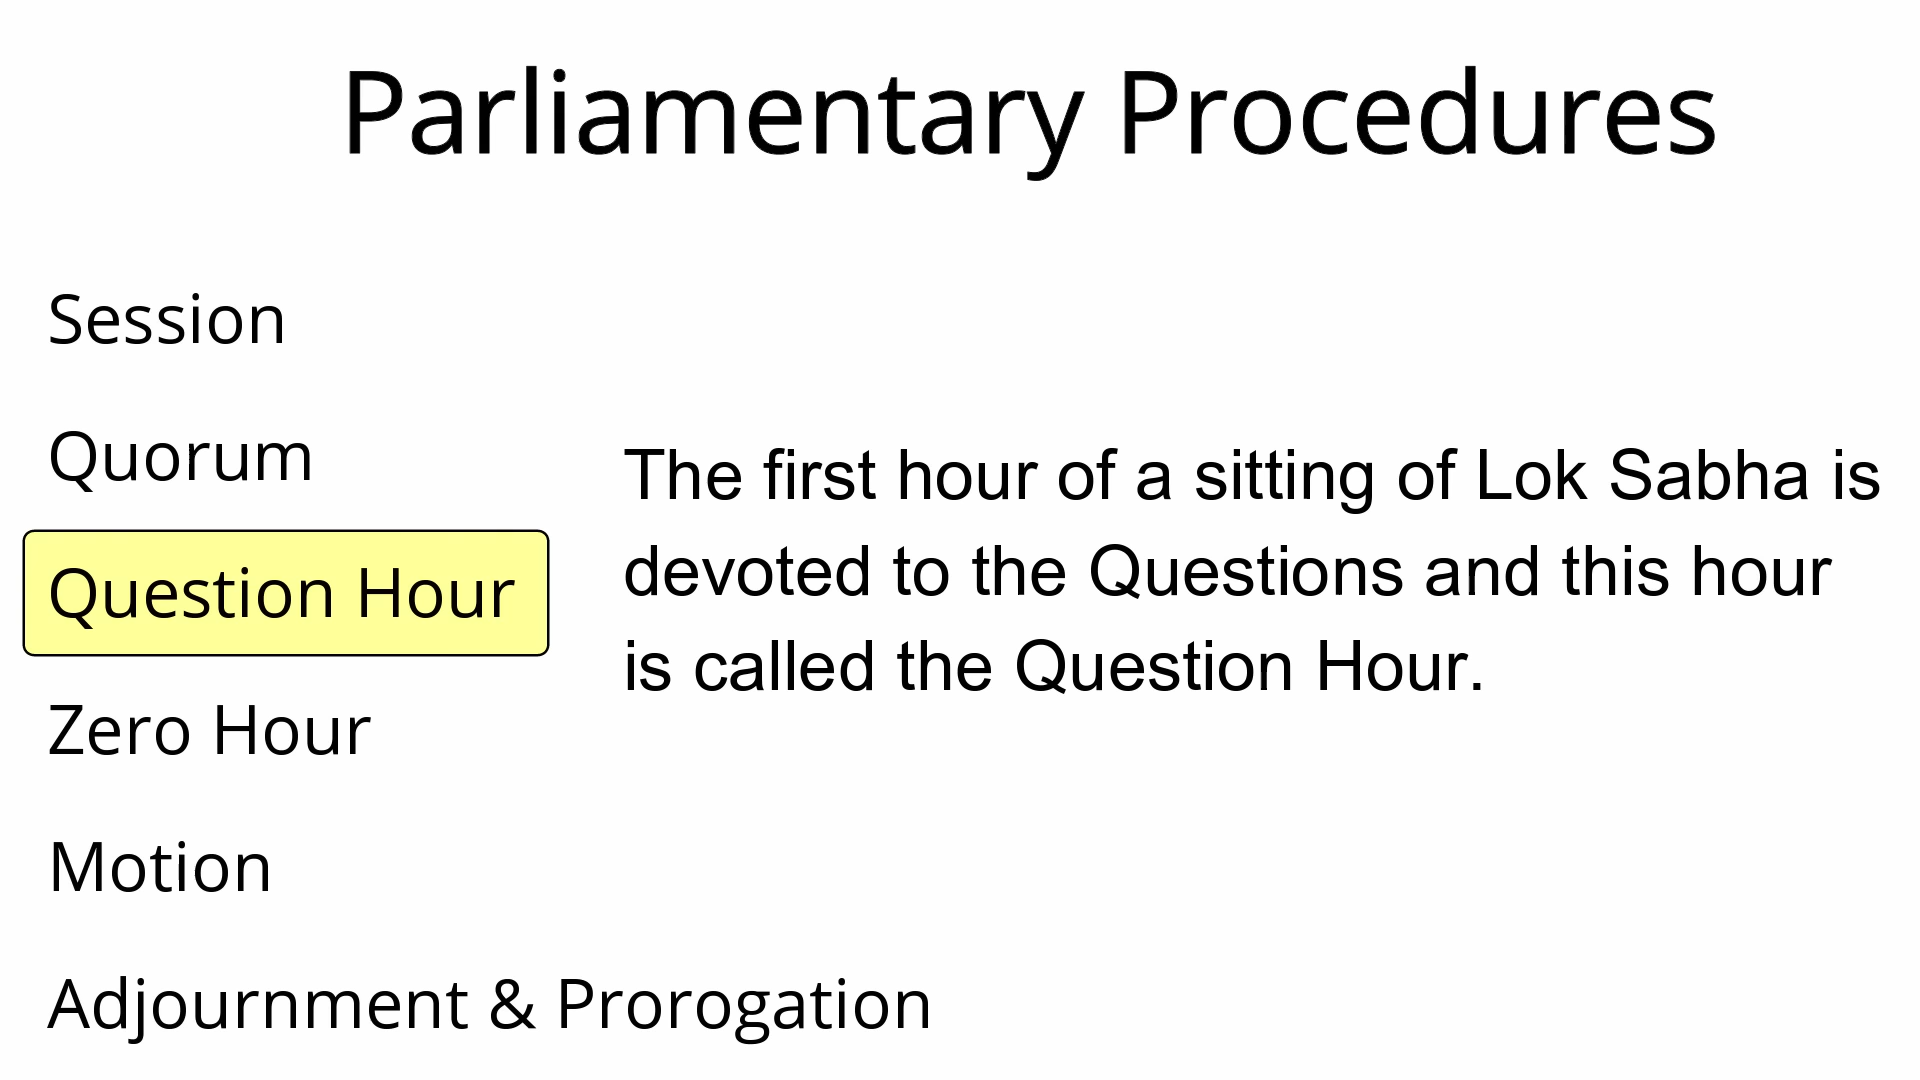 Parliamentary Procedures
Session
Quorum
Question Hour
Zero Hour
Motion
Adjournment & Prorogation
The first hour of a sitting of Lok Sabha is
devoted to the Questions and this hour
is called the Question Hour.